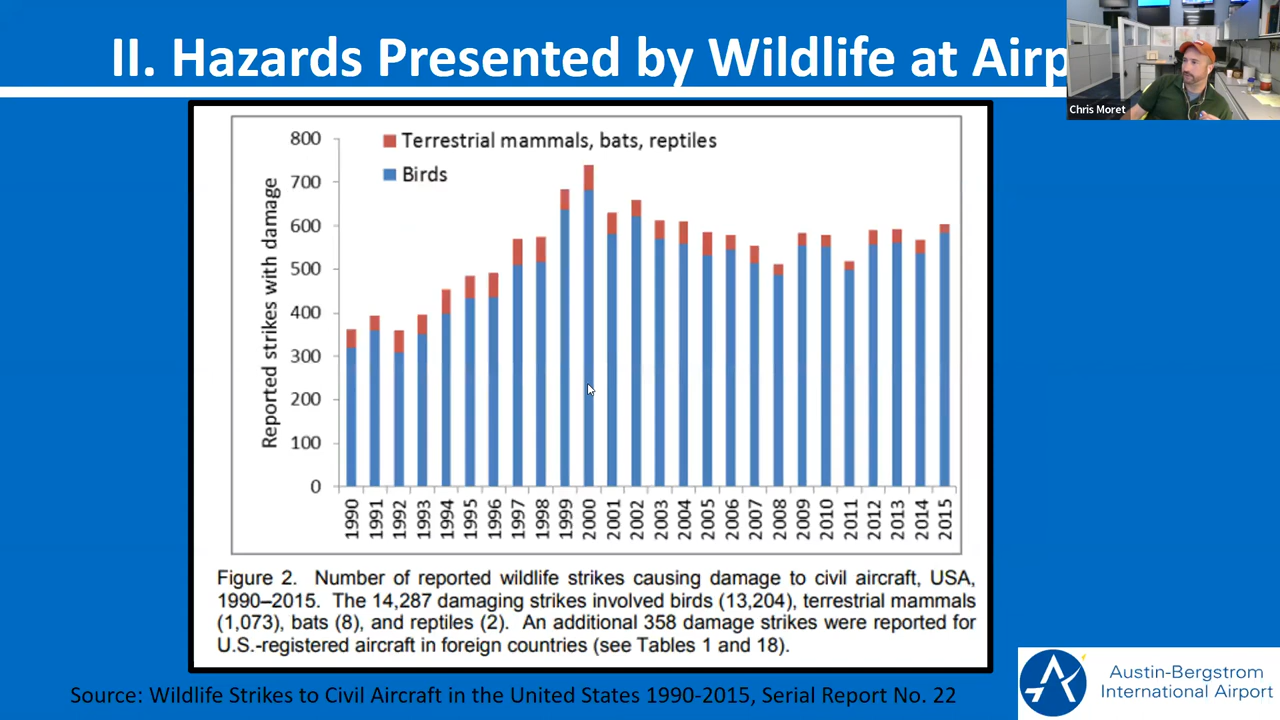 II. Hazards Presented by Wildlife at Airp
Chris Moret
Terrestrial mammals, bats, reptiles
Birds
Reported strikes with damage
800
700
600
500
400
300
200
100
0
1990
1991
1992
1993
1994
1995
1996
1997
1998
1999
2000
2001
2002
2003
2004
2005
2006
2007
2008
2009
2010
2011
2012
2013
2014
2015
Figure 2. Number of reported wildlife strikes causing damage to civil aircraft, USA,
1990–2015. The 14,287 damaging strikes involved birds (13,204), terrestrial mammals
(1,073), bats (8), and reptiles (2). An additional 358 damage strikes were reported for
U.S.-registered aircraft in foreign countries (see Tables 1 and 18).
Source: Wildlife Strikes to Civil Aircraft in the United States 1990-2015, Serial Report No. 22
Austin-Bergstrom
International Airport